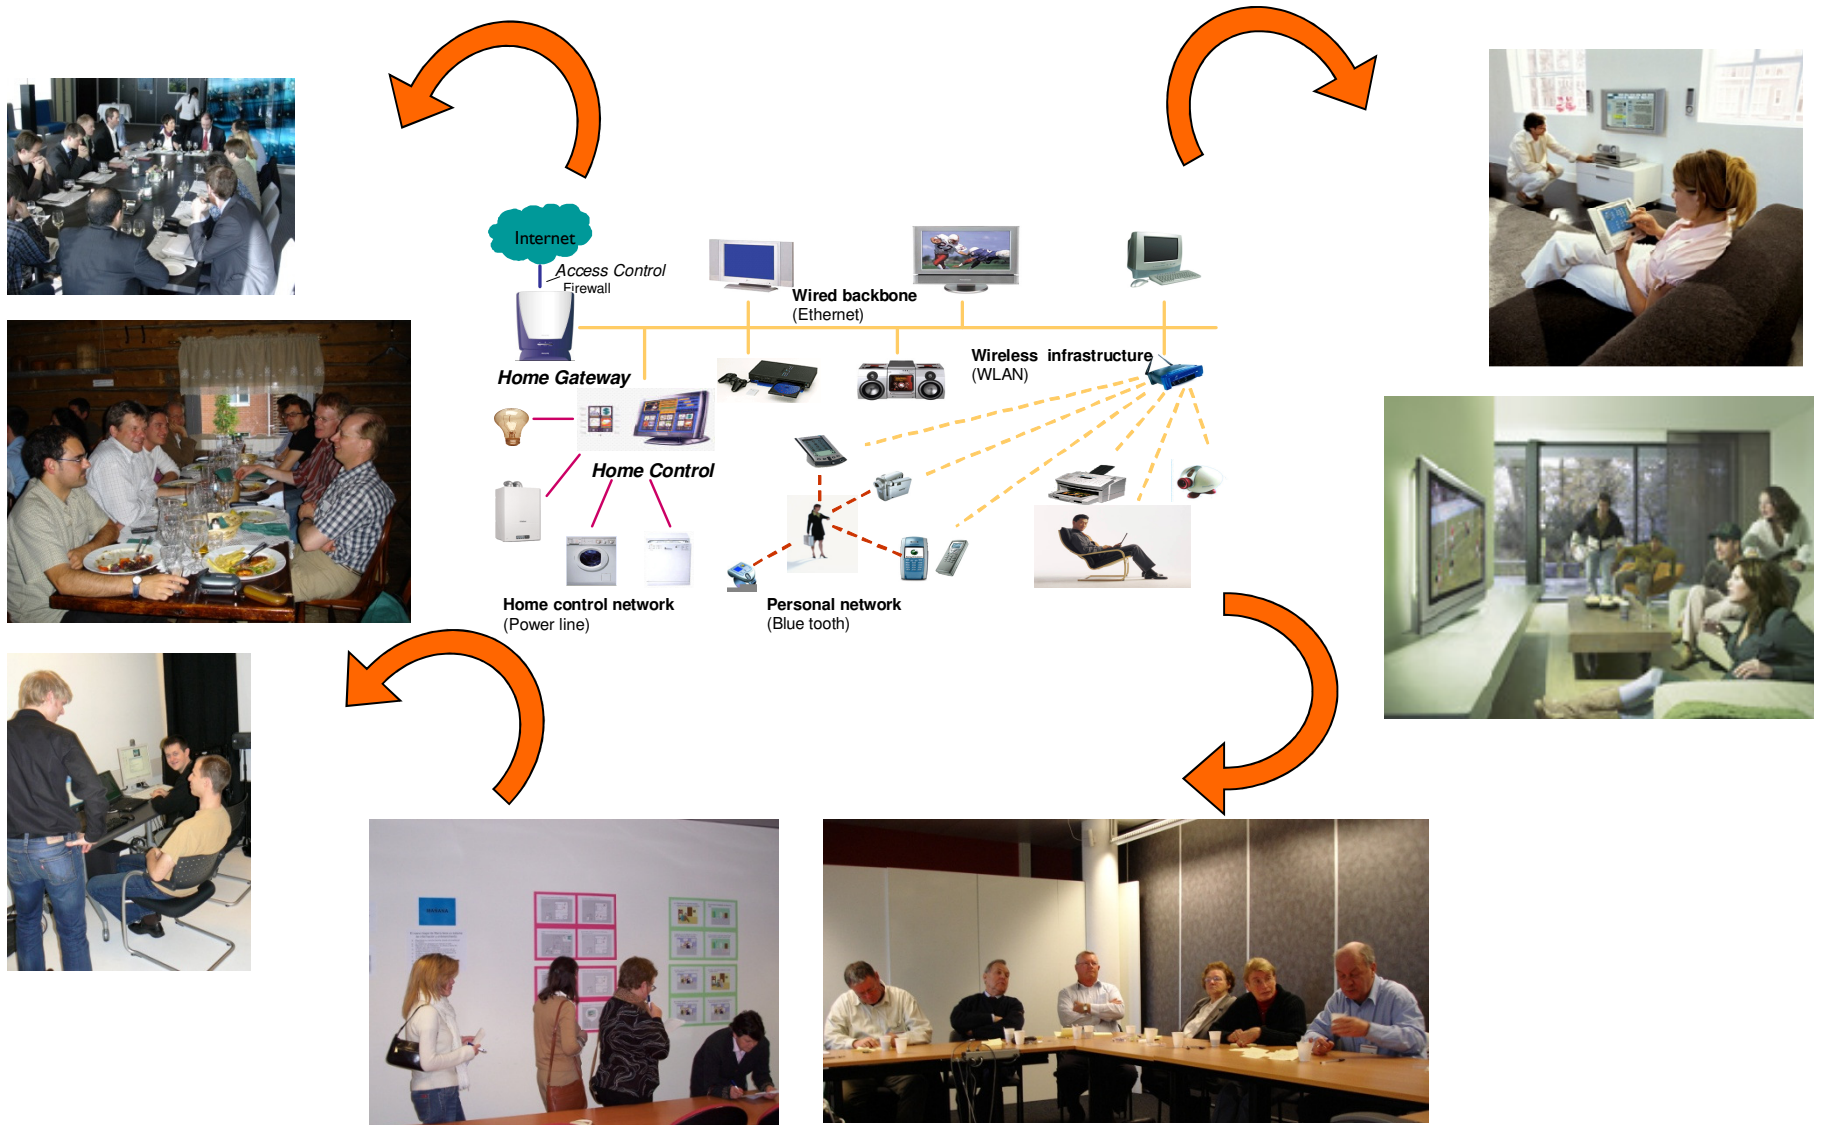 Internet
Access Control
Firewall
Wired backbone
(Ethernet)
Wireless infrastructure
(WLAN)
Home Gateway
Home Control
Home control network
(Power line)
Personal network
(Blue tooth)